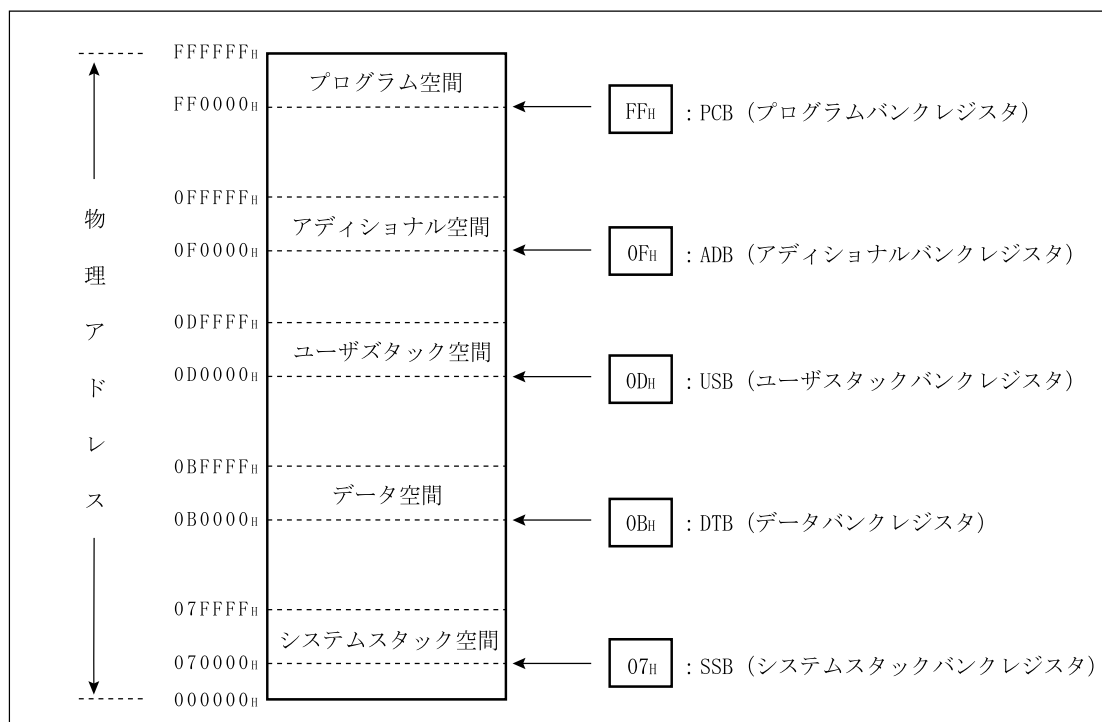 FFFFFFH
プログラム空間
FF0000H
FFH
:PCB(プログラムバンクレジスタ)
0FFFFFH
アディショナル空間
0F0000H
0FH
:ADB(アディショナルバンクレジスタ)
0DFFFFH
ユーザズタック空間
0D0000H
0DH
:USB(ユーザスタックバンクレジスタ)
0BFFFFH
データ空間
0B0000H
0BH
:DTB(データバンクレジスタ)
07FFFFH
システムスタック空間
070000H
07H
:SSB(システムスタックバンクレジスタ)
000000H
物理アドレス